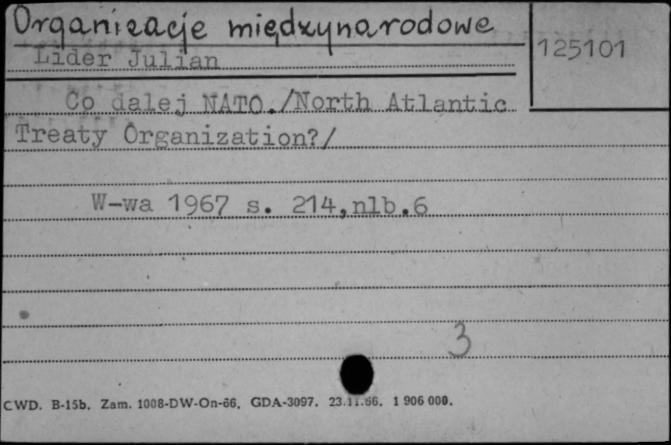 Organizacje międzynarodowe
125101
Lider Julian
Co dalej NATO./North Atlantic
Treaty Organization?/
W-wa 1967 s. 214,nlb.6
3
CWD. B-15b. Zam. 1008-DW-On-66. GDA-3097. 23.11.66. 1 906 000.